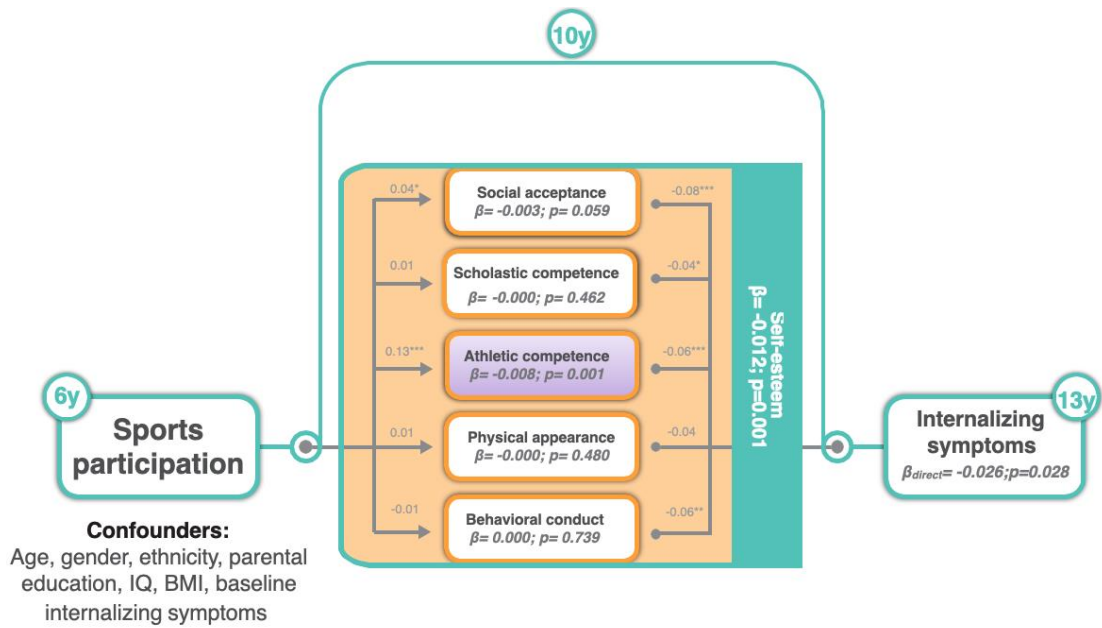 10y
0.04*
Social acceptance
β= -0.003; p= 0.059
-0.08***
0.01
Scholastic competence
β= -0.000; p= 0.462
-0.04*
0.13***
Athletic competence
β= -0.008; p= 0.001
-0.06***
0.01
Physical appearance
β= -0.000; p= 0.480
-0.04
-0.01
Behavioral conduct
β= 0.000; p= 0.739
-0.06**
Self-esteem
β= -0.012; p=0.001
6y
Sports
participation
13y
Internalizing
symptoms
βdirect= -0.026;p=0.028
Confounders:
Age, gender, ethnicity, parental
education, IQ, BMI, baseline
internalizing symptoms